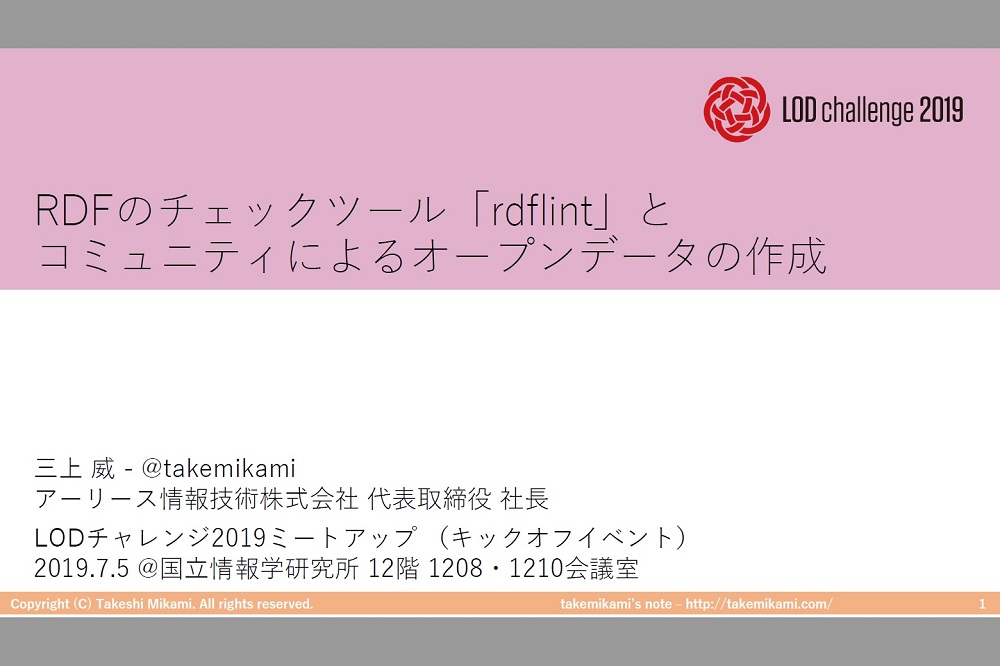 LOD challenge 2019
RDFのチェックツール「rdflint」と
コミュニティによるオープンデータの作成
三上 威 - @takemikami
アーリース情報技術株式会社 代表取締役 社長
LODチャレンジ2019ミートアップ （キックオフイベント）
2019.7.5 @国立情報学研究所 12階 1208・1210会議室
Copyright (C) Takeshi Mikami. All rights reserved.
takemikami's note – http://takemikami.com/
1